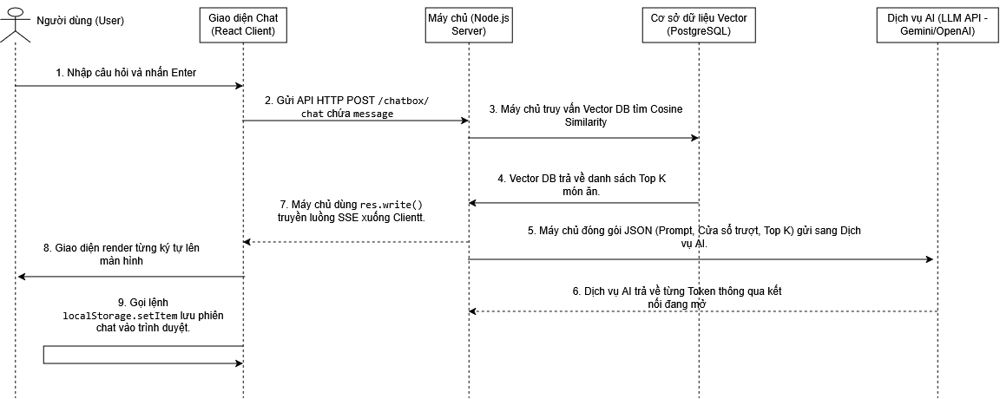 Người dùng (User)
Giao diện Chat
(React Client)
Máy chủ (Node.js
Server)
Cơ sở dữ liệu Vector
(PostgreSQL)
Dịch vụ AI (LLM API -
Gemini/OpenAI)
1. Nhập câu hỏi và nhấn Enter
2. Gửi API HTTP POST /chatbox/
chat chứa message
3. Máy chủ truy vấn Vector DB tìm Cosine
Similarity
4. Vector DB trả về danh sách Top K
món ăn.
7. Máy chủ dùng res.write()
truyền luồng SSE xuống Clientt.
5. Máy chủ đóng gói JSON (Prompt, Cửa sổ trượt, Top K) gửi sang Dịch
vụ AI.
8. Giao diện render từng ký tự lên
màn hình
6. Dịch vụ AI trả về từng Token thông qua kết
nối đang mở
9. Gọi lệnh
localStorage.setItem lưu phiên
chat vào trình duyệt.